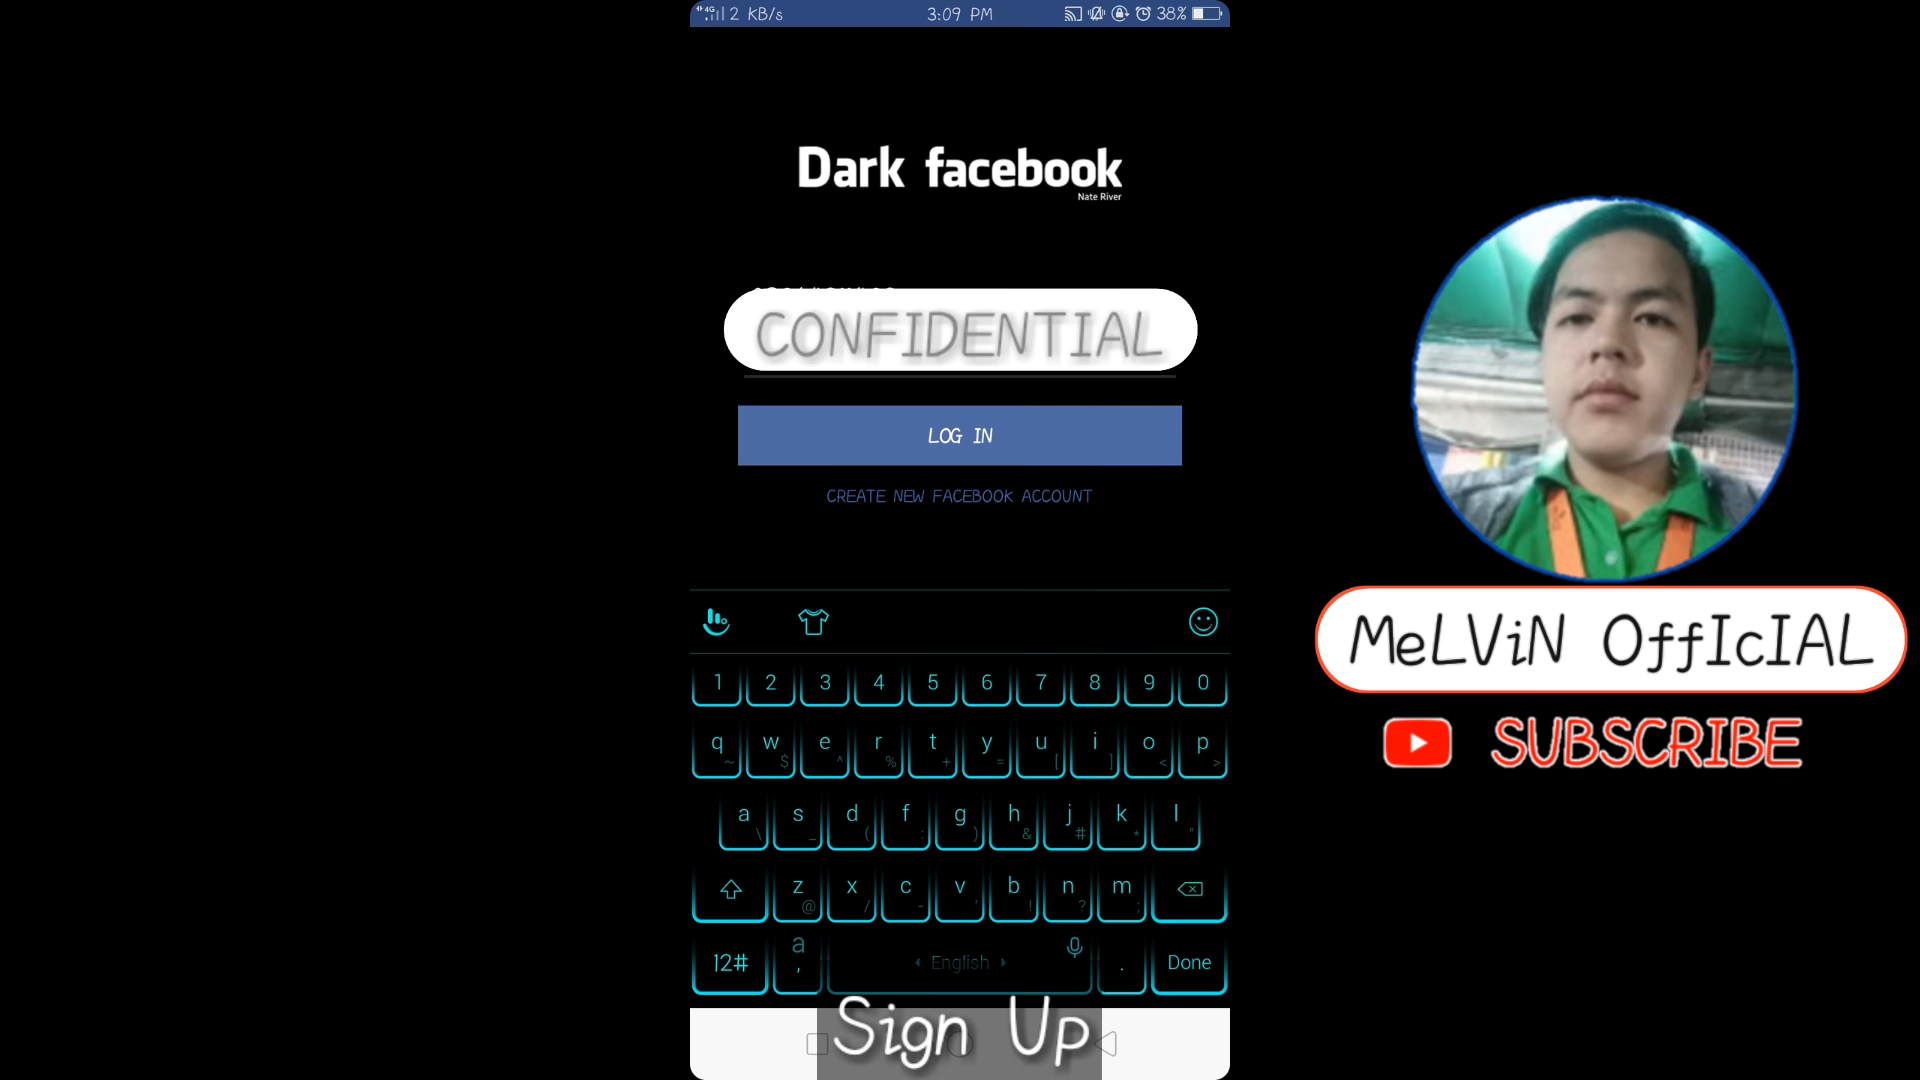 4G 2 KB/s 3:09 PM 38%
Dark facebook
Nate River
CONFIDENTIAL
LOG IN
CREATE NEW FACEBOOK ACCOUNT
1 2 3 4 5 6 7 8 9 0
q w e r t y u i o p
~ $ ^ % + = [ ] < >
a s d f g h j k l
\ _ ( : ) & # * "
z x c v b n m
@ / - ' ! ? ;
12# a , English . Done
Sign Up
MeLViN OffIcIAL
SUBSCRIBE